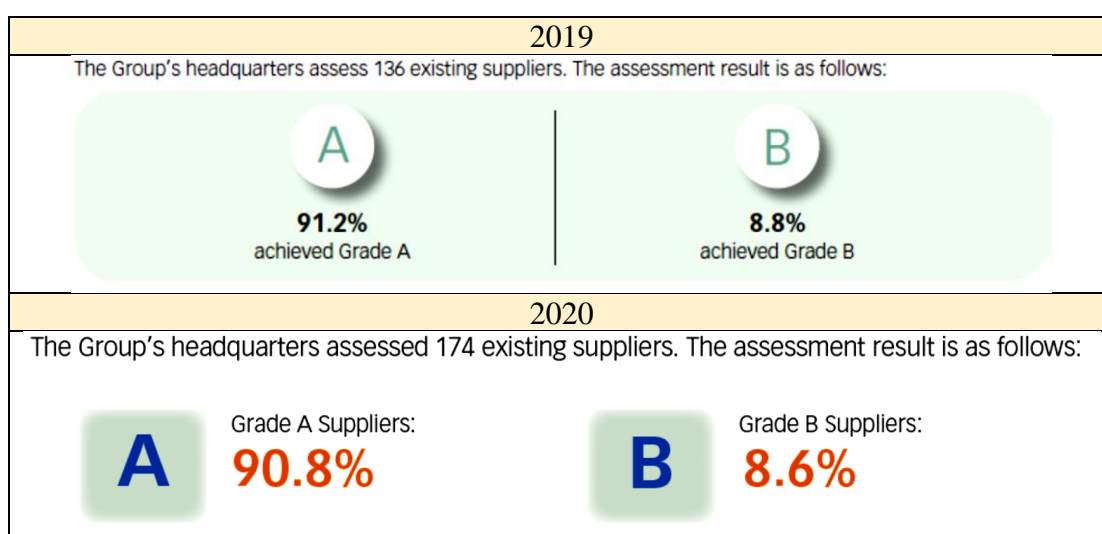 2019
The Group's headquarters assess 136 existing suppliers. The assessment result is as follows:
A
B
91.2%
8.8%
achieved Grade A
achieved Grade B
2020
The Group's headquarters assessed 174 existing suppliers. The assessment result is as follows:
A
Grade A Suppliers:
90.8%
B
Grade B Suppliers:
8.6%